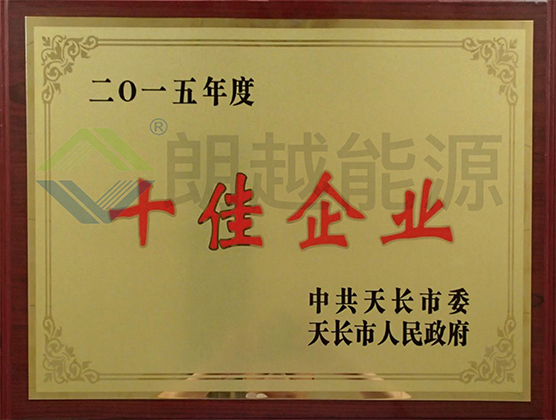 二〇一五年度
®朗越能源
十佳企业
中共天长市委
天长市人民政府